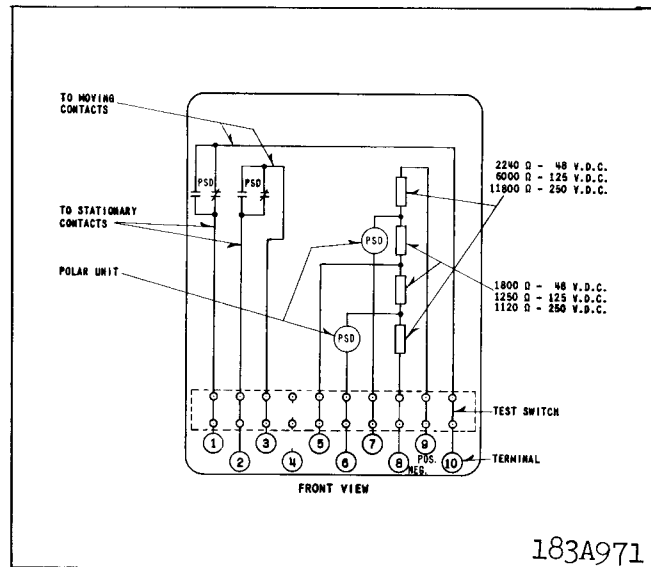 TO MOVING
CONTACTS
PSD
PSD
TO STATIONARY
CONTACTS
POLAR UNIT
PSD
PSD
2240 Ω - 48 V.D.C.
6000 Ω - 125 V.D.C.
11800 Ω - 250 V.D.C.
1800 Ω - 48 V.D.C.
1250 Ω - 125 V.D.C.
1120 Ω - 250 V.D.C.
TEST SWITCH
1 3 5 7 9
2 4 6 8 10
POS.
NEG.
TERMINAL
FRONT VIEW
183A971